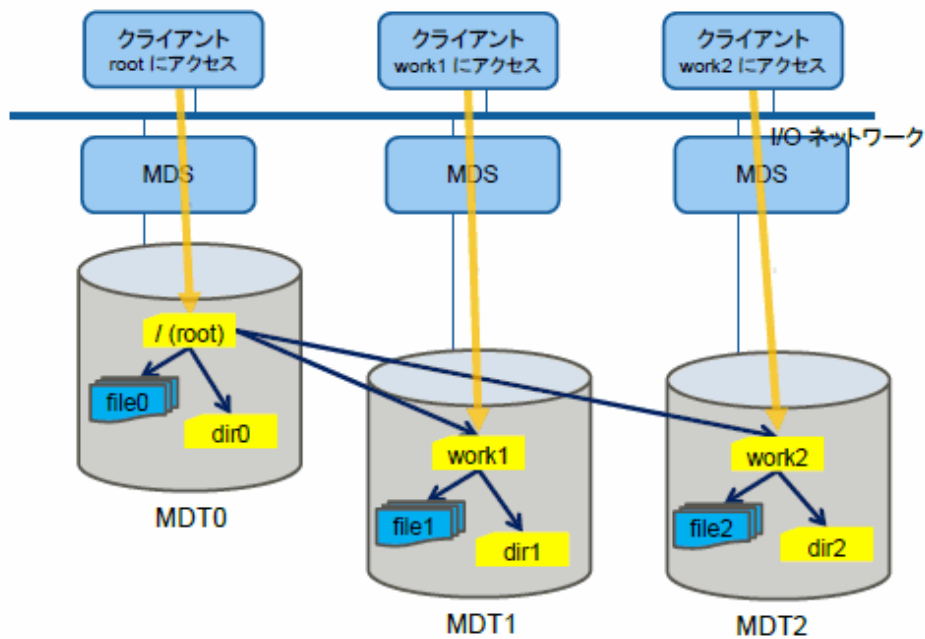 クライアント
root にアクセス
クライアント
work1 にアクセス
クライアント
work2 にアクセス
I/O ネットワーク
MDS
MDS
MDS
/ (root)
file0
dir0
MDT0
work1
file1
dir1
MDT1
work2
file2
dir2
MDT2